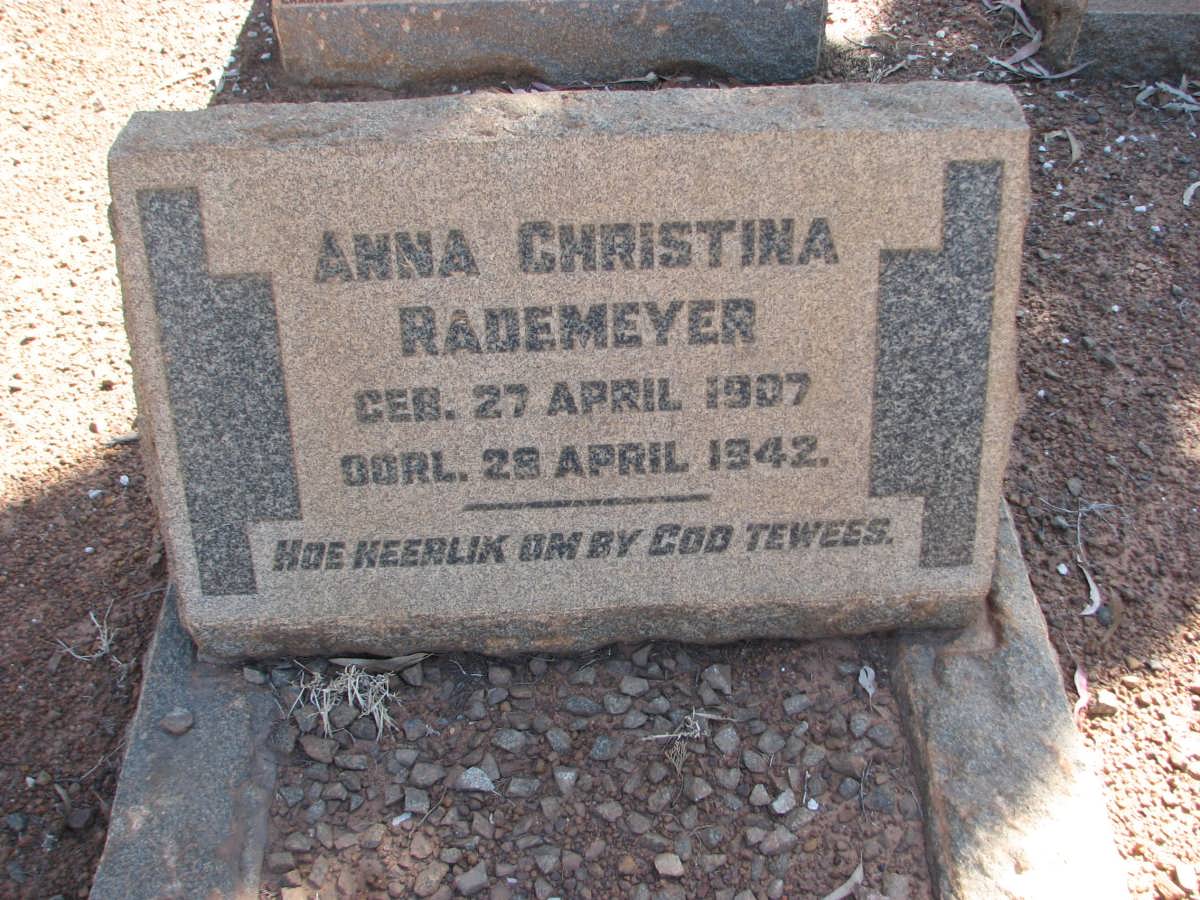 ANNA CHRISTINA
RADEMEYER
GEB. 27 APRIL 1907
OORL. 28 APRIL 1942.
HOE HEERLIK OM BY GOD TEWEES.